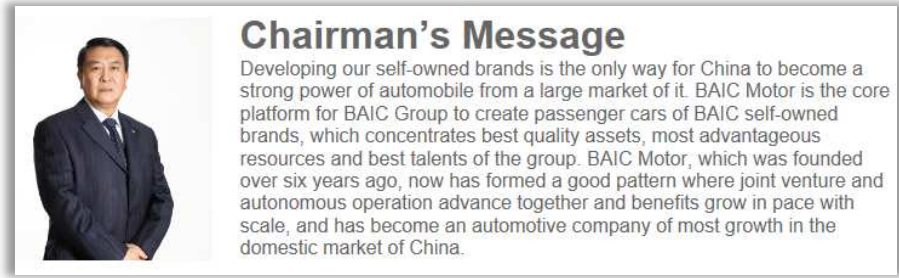 Chairman’s Message
Developing our self-owned brands is the only way for China to become a
strong power of automobile from a large market of it. BAIC Motor is the core
platform for BAIC Group to create passenger cars of BAIC self-owned
brands, which concentrates best quality assets, most advantageous
resources and best talents of the group. BAIC Motor, which was founded
over six years ago, now has formed a good pattern where joint venture and
autonomous operation advance together and benefits grow in pace with
scale, and has become an automotive company of most growth in the
domestic market of China.